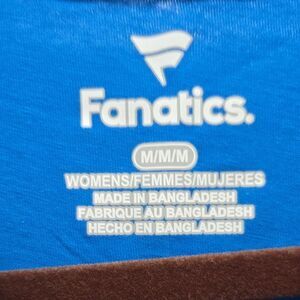 Fanatics.
M/M/M
WOMENS/FEMMES/MUJERES
MADE IN BANGLADESH
FABRIQUE AU BANGLADESH
HECHO EN BANGLADESH